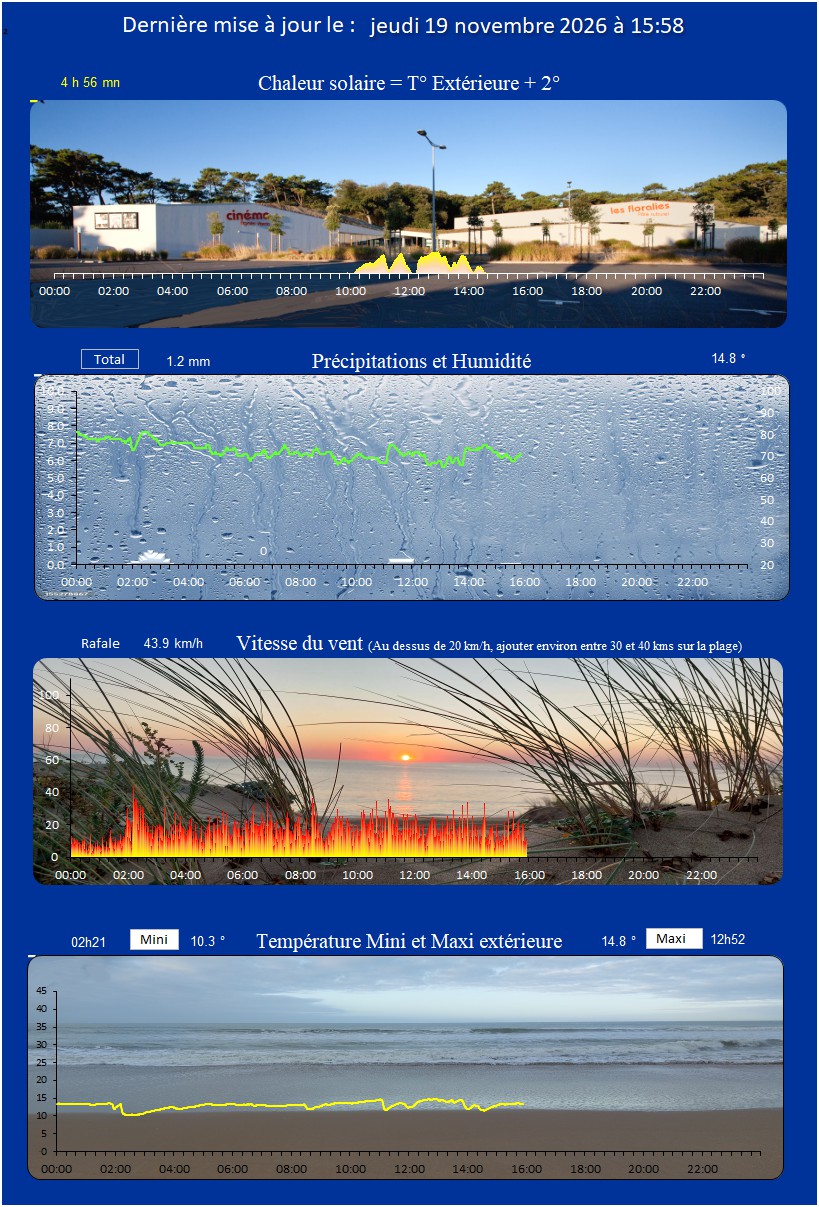 Dernière mise à jour le : jeudi 19 novembre 2026 à 15:58
4 h 56 mn
Chaleur solaire = T° Extérieure + 2°
cinéma
les floralies
00:00 02:00 04:00 06:00 08:00 10:00 12:00 14:00 16:00 18:00 20:00 22:00
Total 1.2 mm Précipitations et Humidité 14.8 °
10.0 100
9.0 90
8.0 80
7.0 70
6.0 60
5.0 50
4.0 40
3.0 30
2.0 20
1.0
0.0
0
00:00 02:00 04:00 06:00 08:00 10:00 12:00 14:00 16:00 18:00 20:00 22:00
Rafale 43.9 km/h Vitesse du vent (Au dessus de 20 km/h, ajouter environ entre 30 et 40 kms sur la plage)
100
80
60
40
20
0
00:00 02:00 04:00 06:00 08:00 10:00 12:00 14:00 16:00 18:00 20:00 22:00
02h21 Mini 10.3 ° Température Mini et Maxi extérieure 14.8 ° Maxi 12h52
45
40
35
30
25
20
15
10
5
0
00:00 02:00 04:00 06:00 08:00 10:00 12:00 14:00 16:00 18:00 20:00 22:00